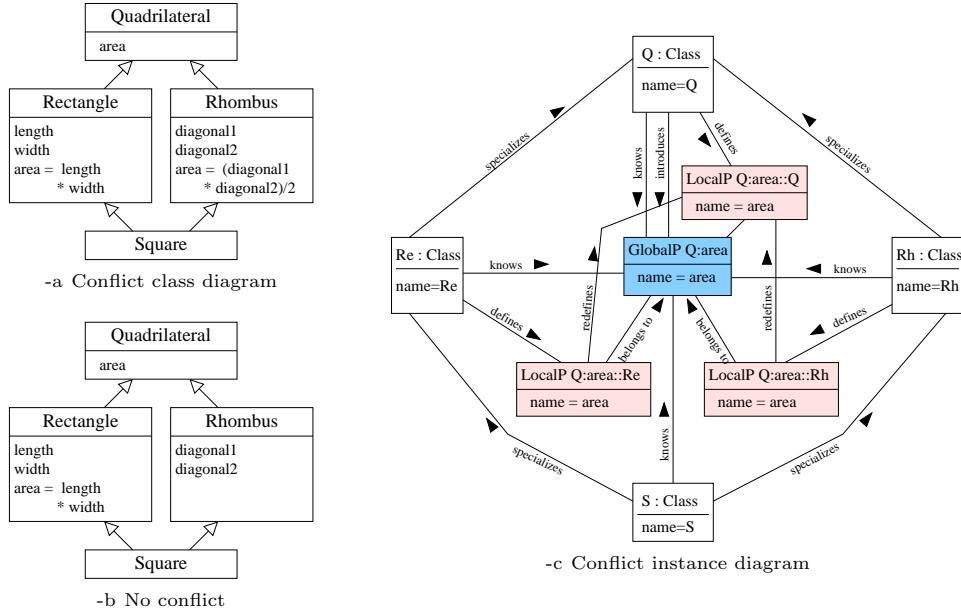 Quadrilateral
area
Rectangle
length
width
area = length
* width
Rhombus
diagonal1
diagonal2
area = (diagonal1
* diagonal2)/2
Square
-a Conflict class diagram
Quadrilateral
area
Rectangle
length
width
area = length
* width
Rhombus
diagonal1
diagonal2
Square
-b No conflict
Q : Class
name=Q
specializes
knows
introduces
defines
specializes
LocalP Q:area::Q
name = area
Re : Class
name=Re
knows
GlobalP Q:area
name = area
knows
Rh : Class
name=Rh
defines
redefines
belongs to
belongs to
redefines
defines
LocalP Q:area::Re
name = area
LocalP Q:area::Rh
name = area
specializes
knows
specializes
S : Class
name=S
-c Conflict instance diagram